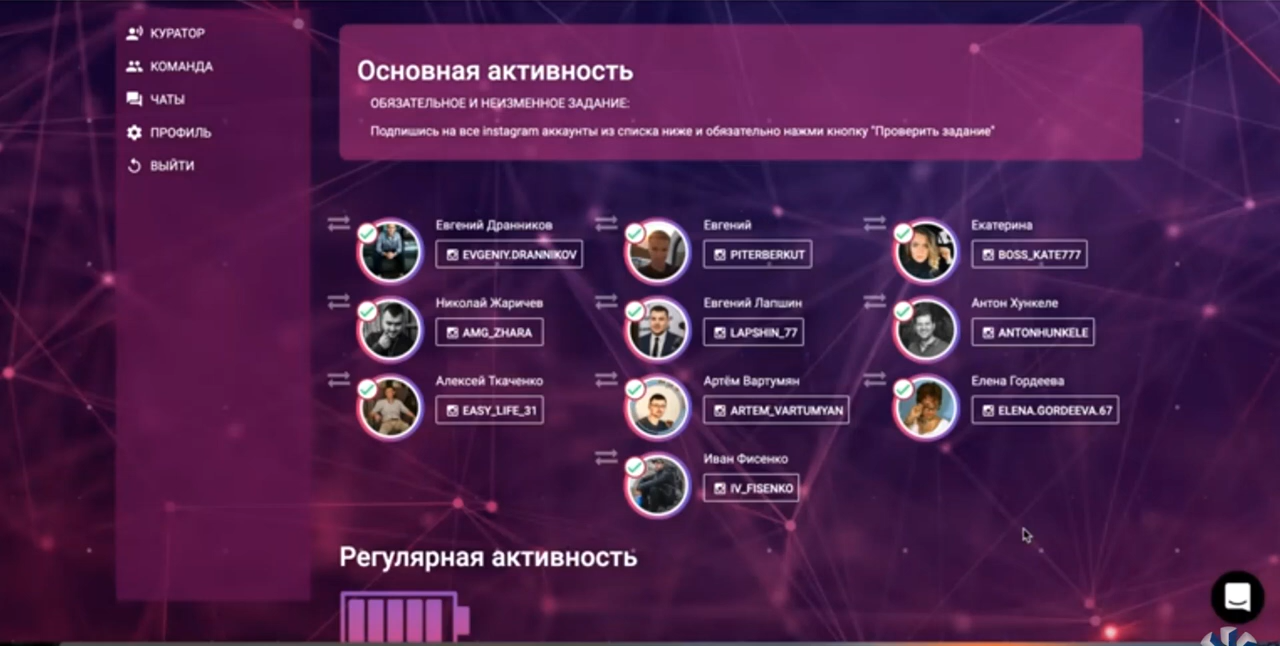 КУРАТОР
КОМАНДА
ЧАТЫ
ПРОФИЛЬ
ВЫЙТИ
Основная активность
ОБЯЗАТЕЛЬНОЕ И НЕИЗМЕННОЕ ЗАДАНИЕ:
Подпишись на все instagram аккаунты из списка ниже и обязательно нажми кнопку "Проверить задание"
Евгений Дранников
EVGENIY.DRANNIKOV
Евгений
PITERBERKUT
Екатерина
BOSS_KATE777
Николай Жаричев
AMG_ZHARA
Евгений Лапшин
LAPSHIN_77
Антон Хункеле
ANTONHUNKELE
Алексей Ткаченко
EASY_LIFE_31
Артём Вартумян
ARTEM_VARTUMYAN
Елена Гордеева
ELENA.GORDEEVA.67
Иван Фисенко
IV_FISENKO
Регулярная активность